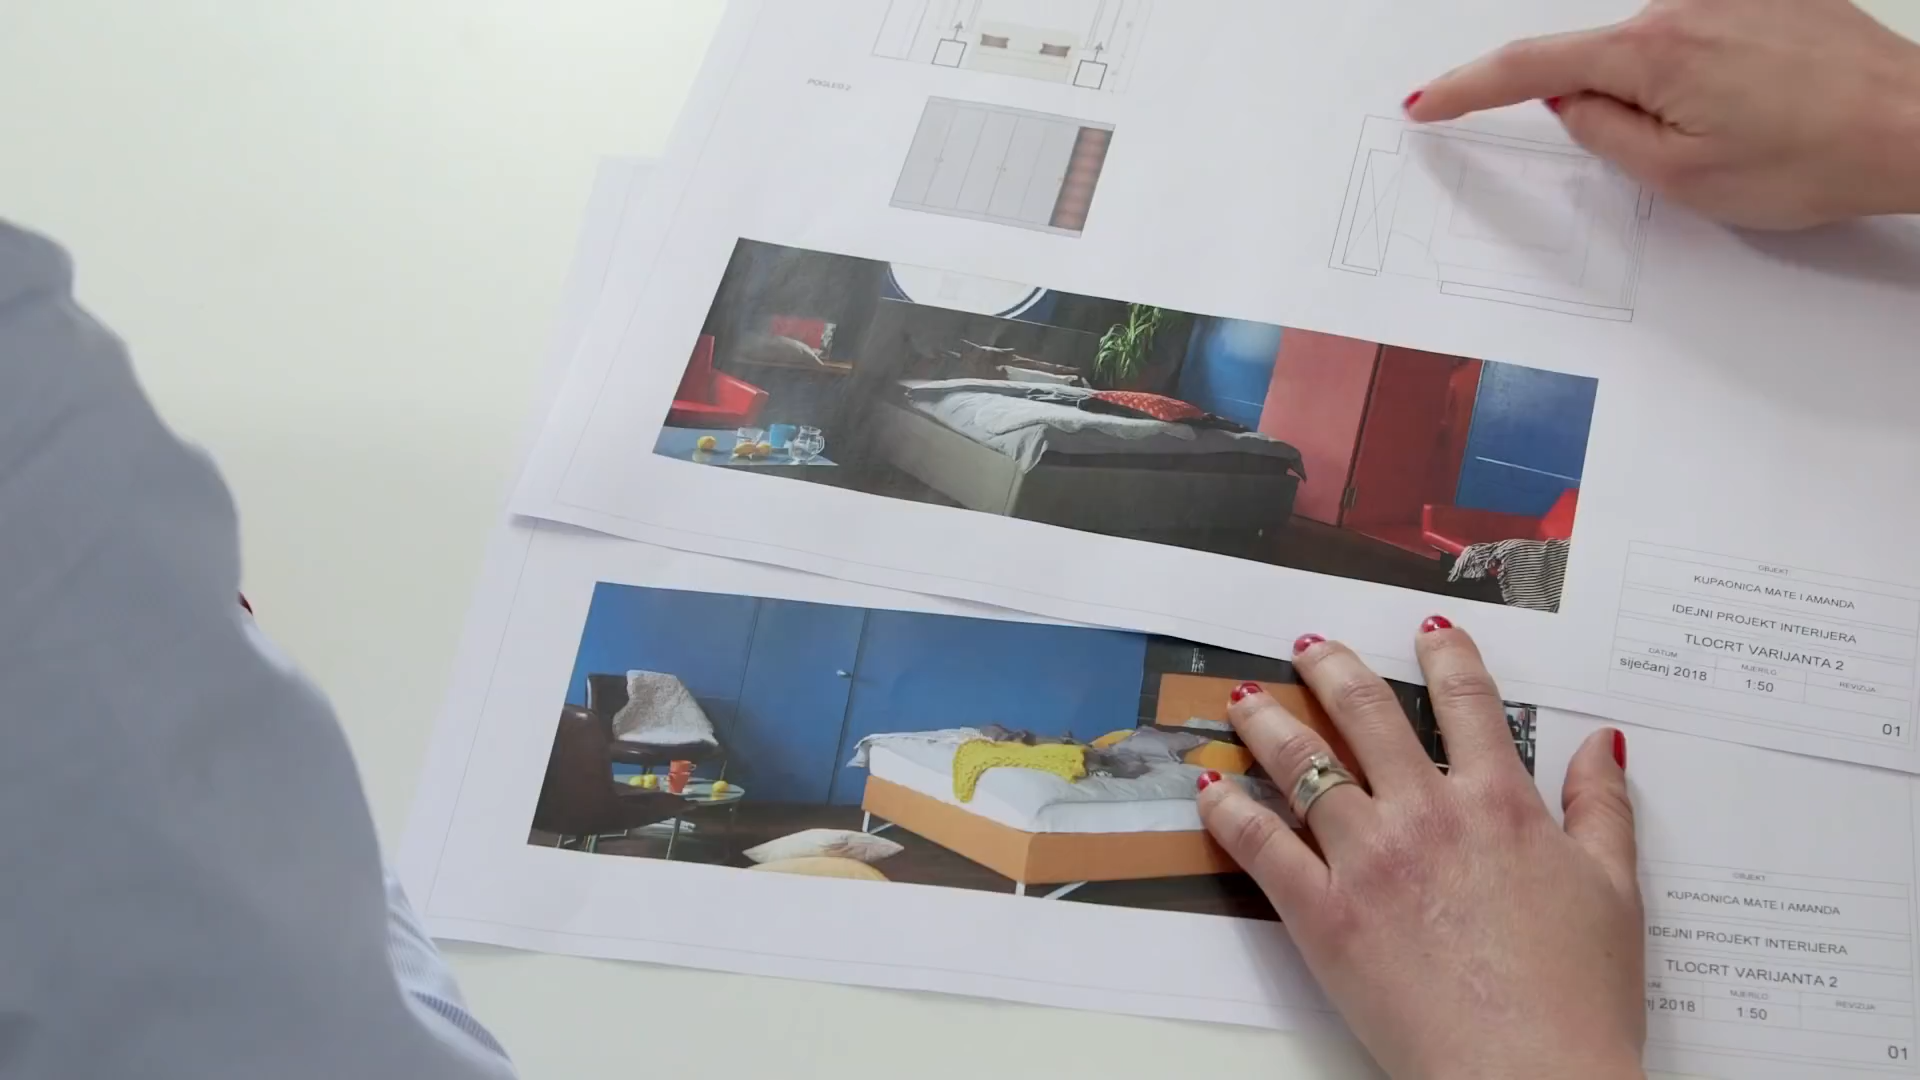 POGLED 2
OBJEKT
KUPAONICA MATE I AMANDA
IDEJNI PROJEKT INTERIJERA
TLOCRT VARIJANTA 2
DATUM
MJERILO
REVIZIJA
siječanj 2018
1:50
01
OBJEKT
KUPAONICA MATE I AMANDA
IDEJNI PROJEKT INTERIJERA
TLOCRT VARIJANTA 2
MJERILO
REVIZIJA
2018
1:50
01